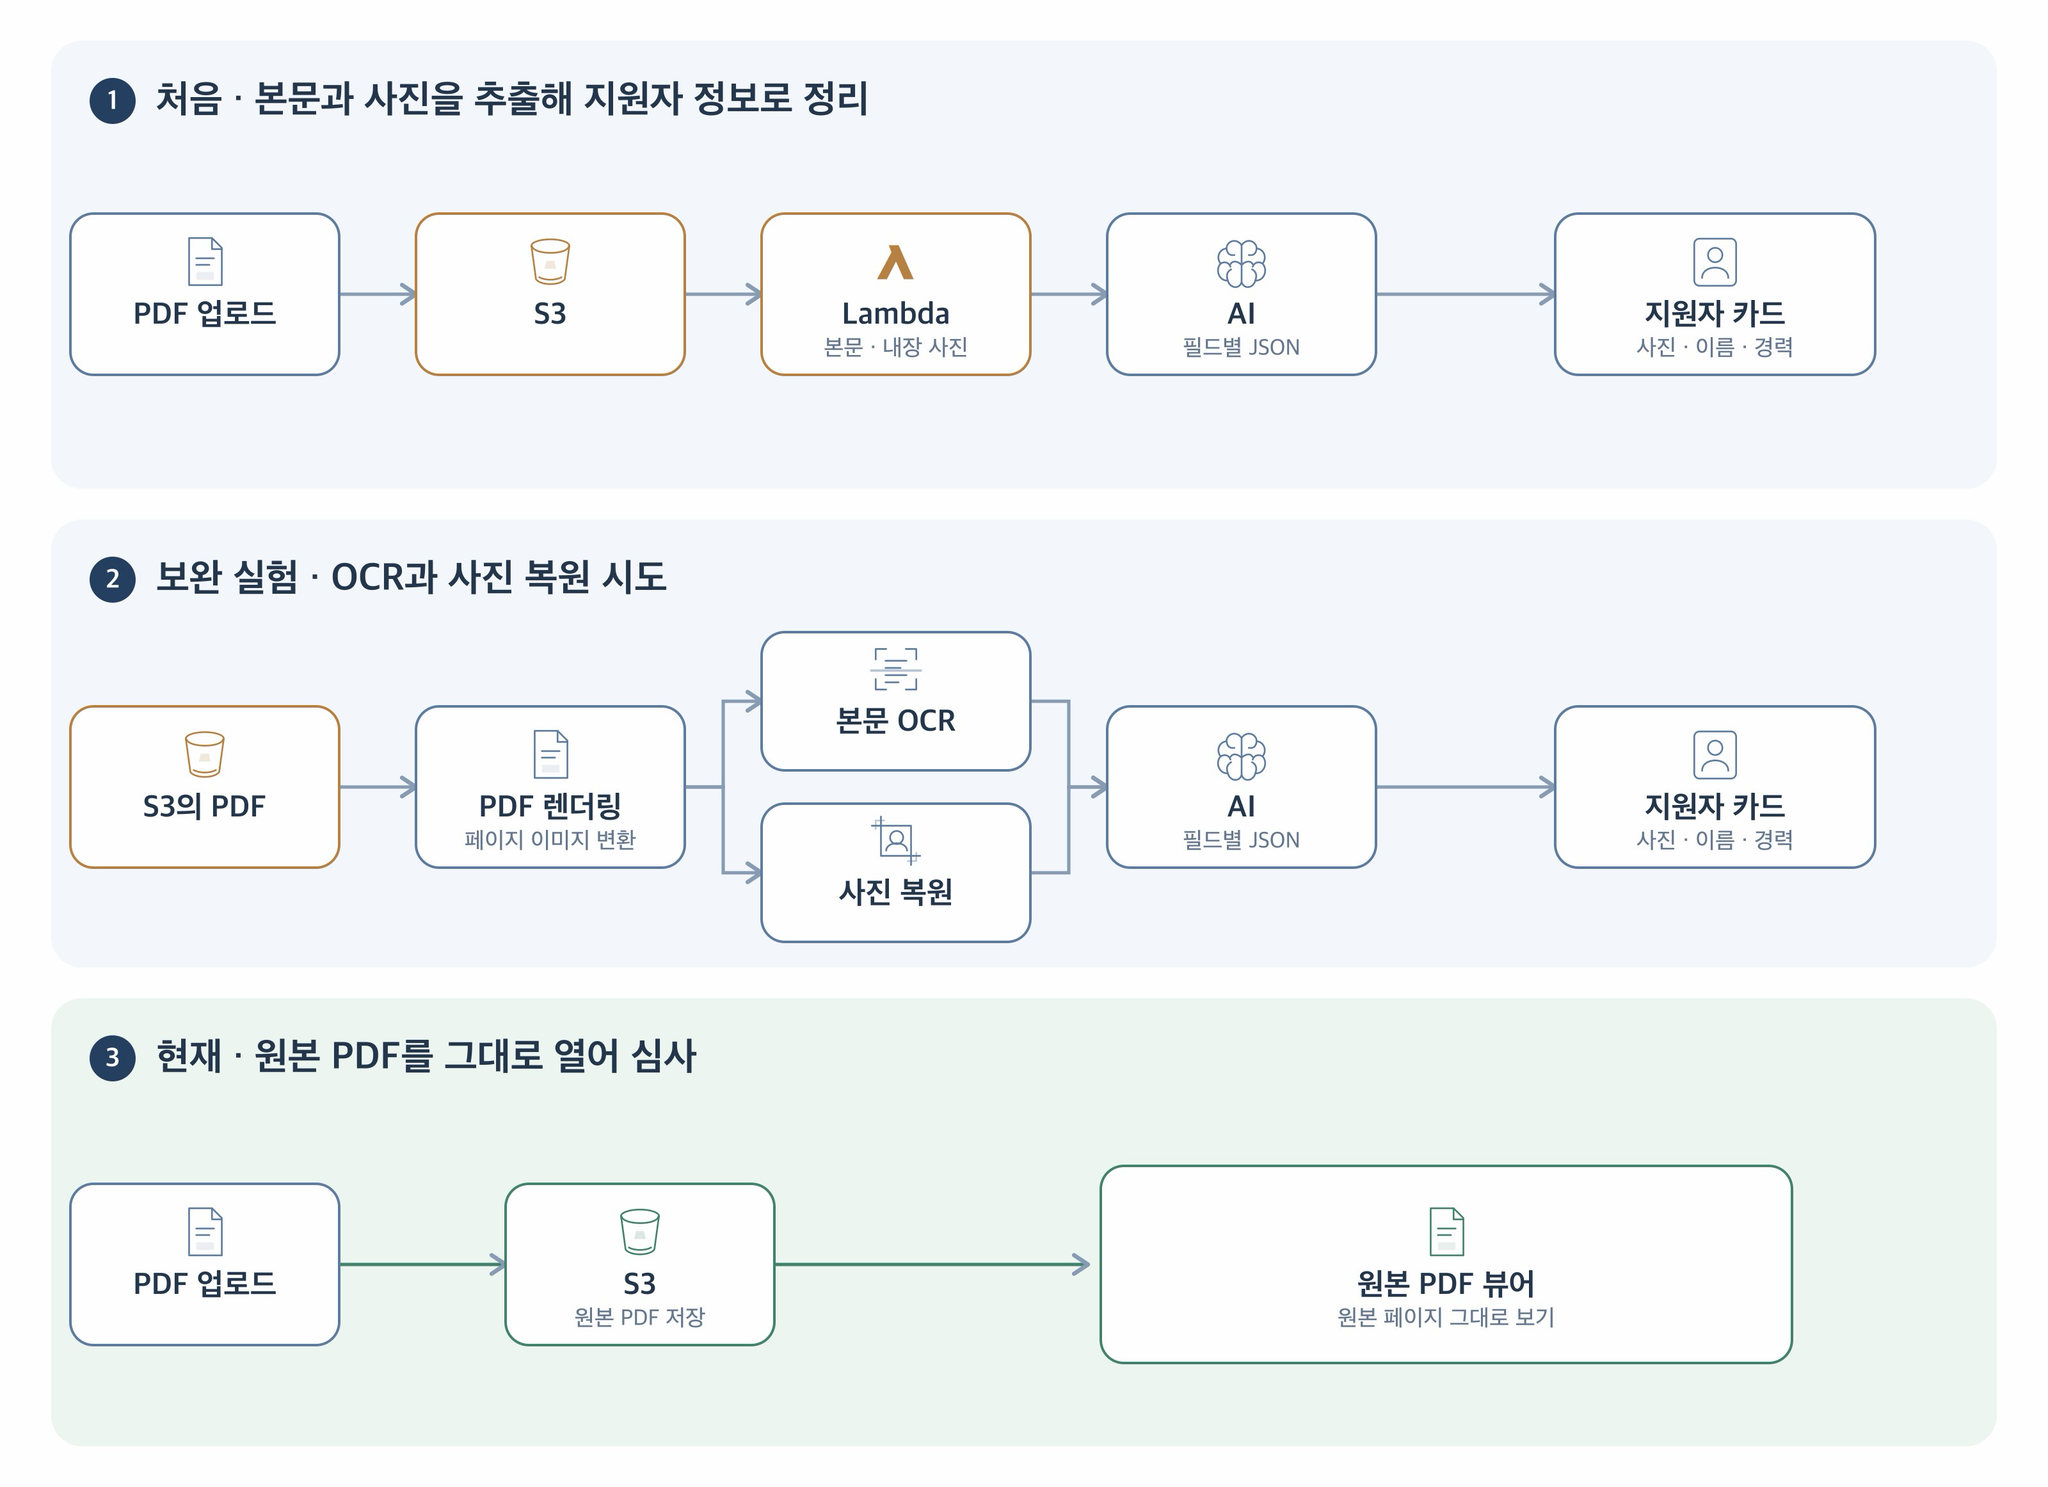 1 처음 · 본문과 사진을 추출해 지원자 정보로 정리
PDF 업로드
S3
Lambda
본문 · 내장 사진
AI
필드별 JSON
지원자 카드
사진 · 이름 · 경력
2 보완 실험 · OCR과 사진 복원 시도
S3의 PDF
PDF 렌더링
페이지 이미지 변환
본문 OCR
사진 복원
AI
필드별 JSON
지원자 카드
사진 · 이름 · 경력
3 현재 · 원본 PDF를 그대로 열어 심사
PDF 업로드
S3
원본 PDF 저장
원본 PDF 뷰어
원본 페이지 그대로 보기